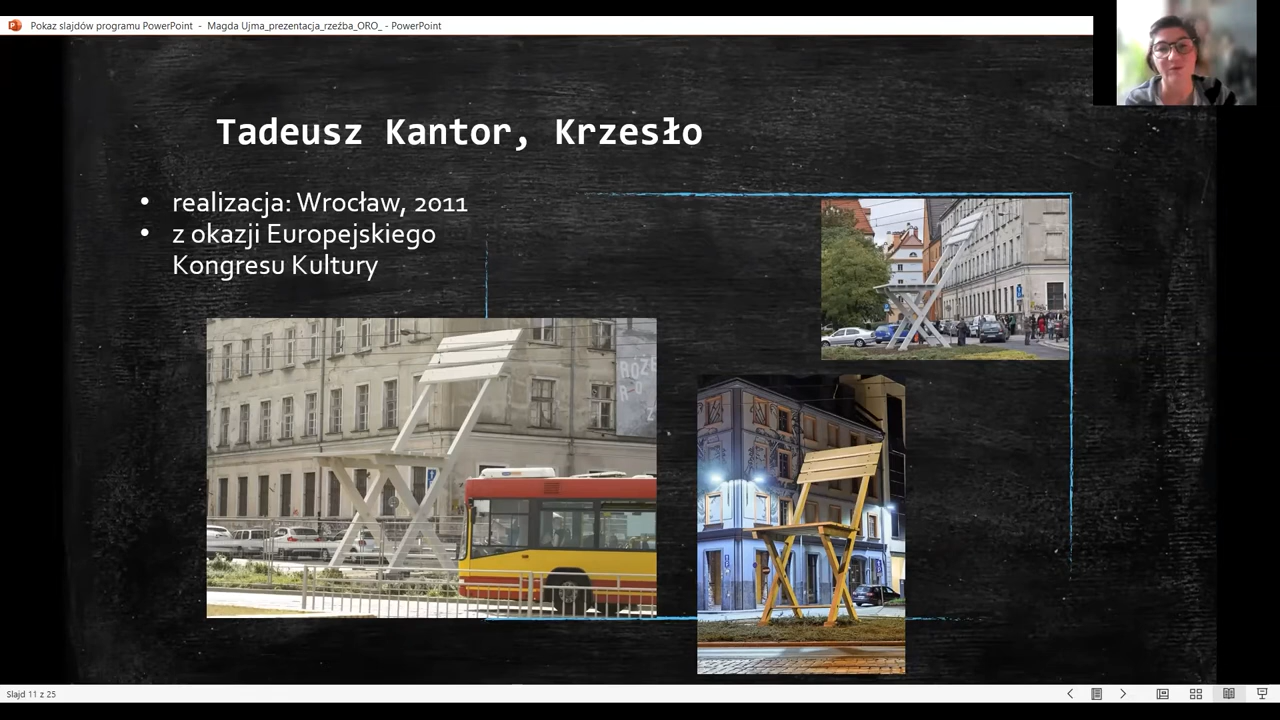 Pokaz slajdów programu PowerPoint - Magda Ujma_prezentacja_rzeźba_ORO_ - PowerPoint
Tadeusz Kantor, Krzesło
• realizacja: Wrocław, 2011
• z okazji Europejskiego
Kongresu Kultury
RÓŻE
Slajd 11 z 25